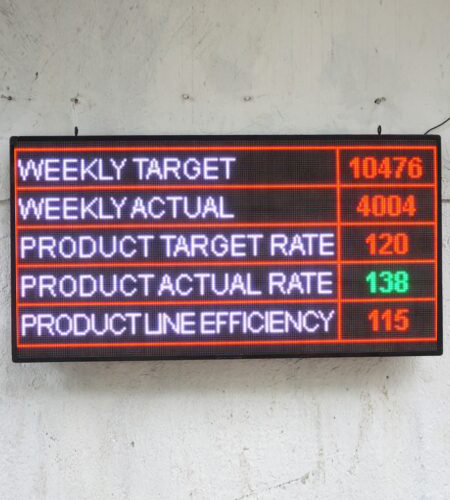 WEEKLY TARGET 10476
WEEKLY ACTUAL 4004
PRODUCT TARGET RATE 120
PRODUCT ACTUAL RATE 138
PRODUCT LINE EFFICIENCY 115